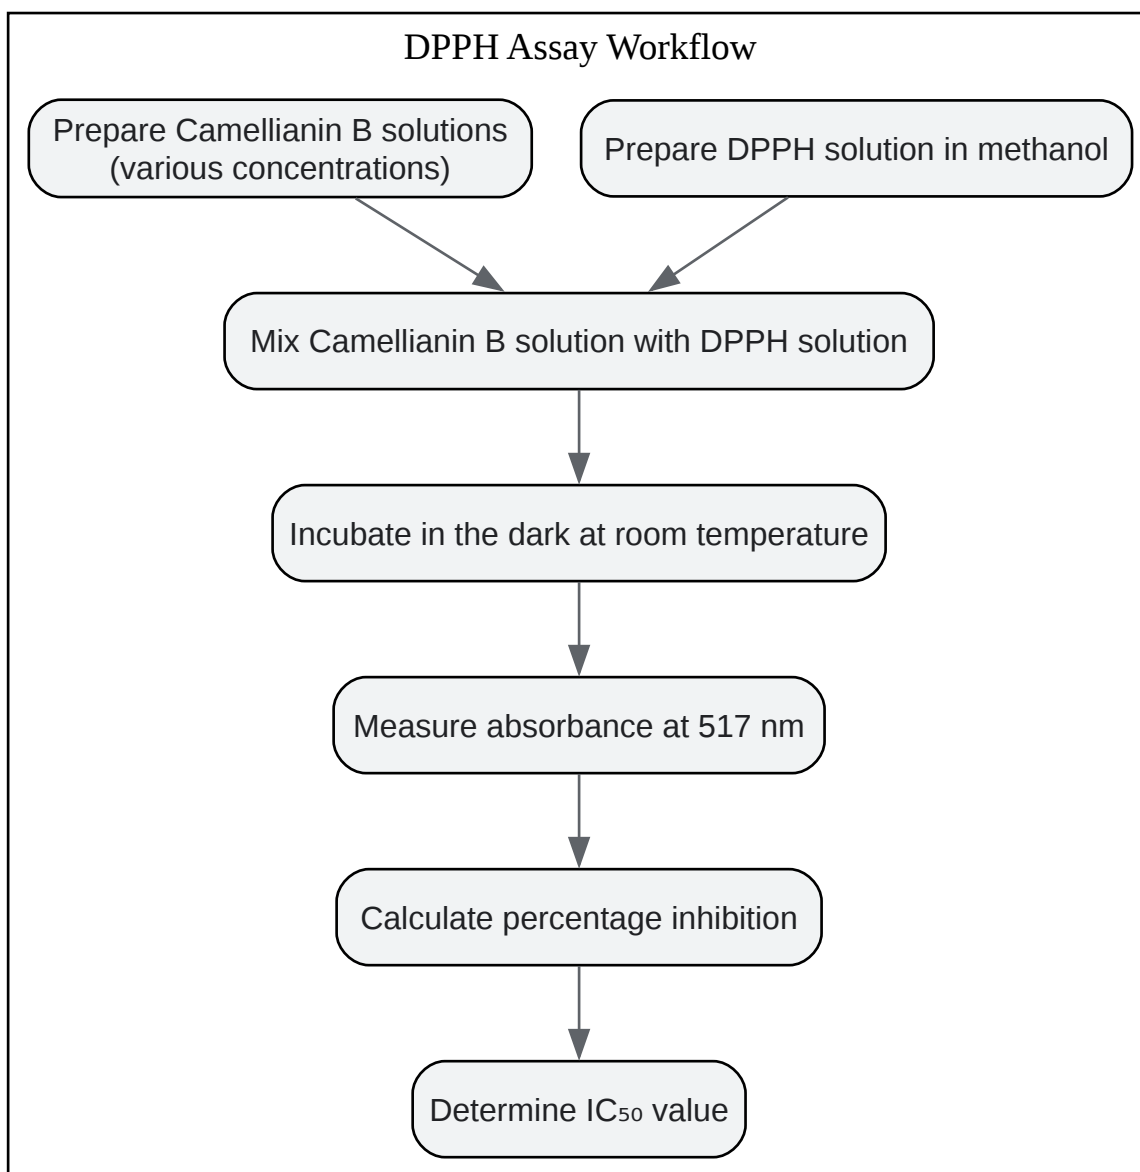 DPPH Assay Workflow
Prepare Camellianin B solutions
(various concentrations)
Prepare DPPH solution in methanol
Mix Camellianin B solution with DPPH solution
Incubate in the dark at room temperature
Measure absorbance at 517 nm
Calculate percentage inhibition
Determine IC₅₀ value